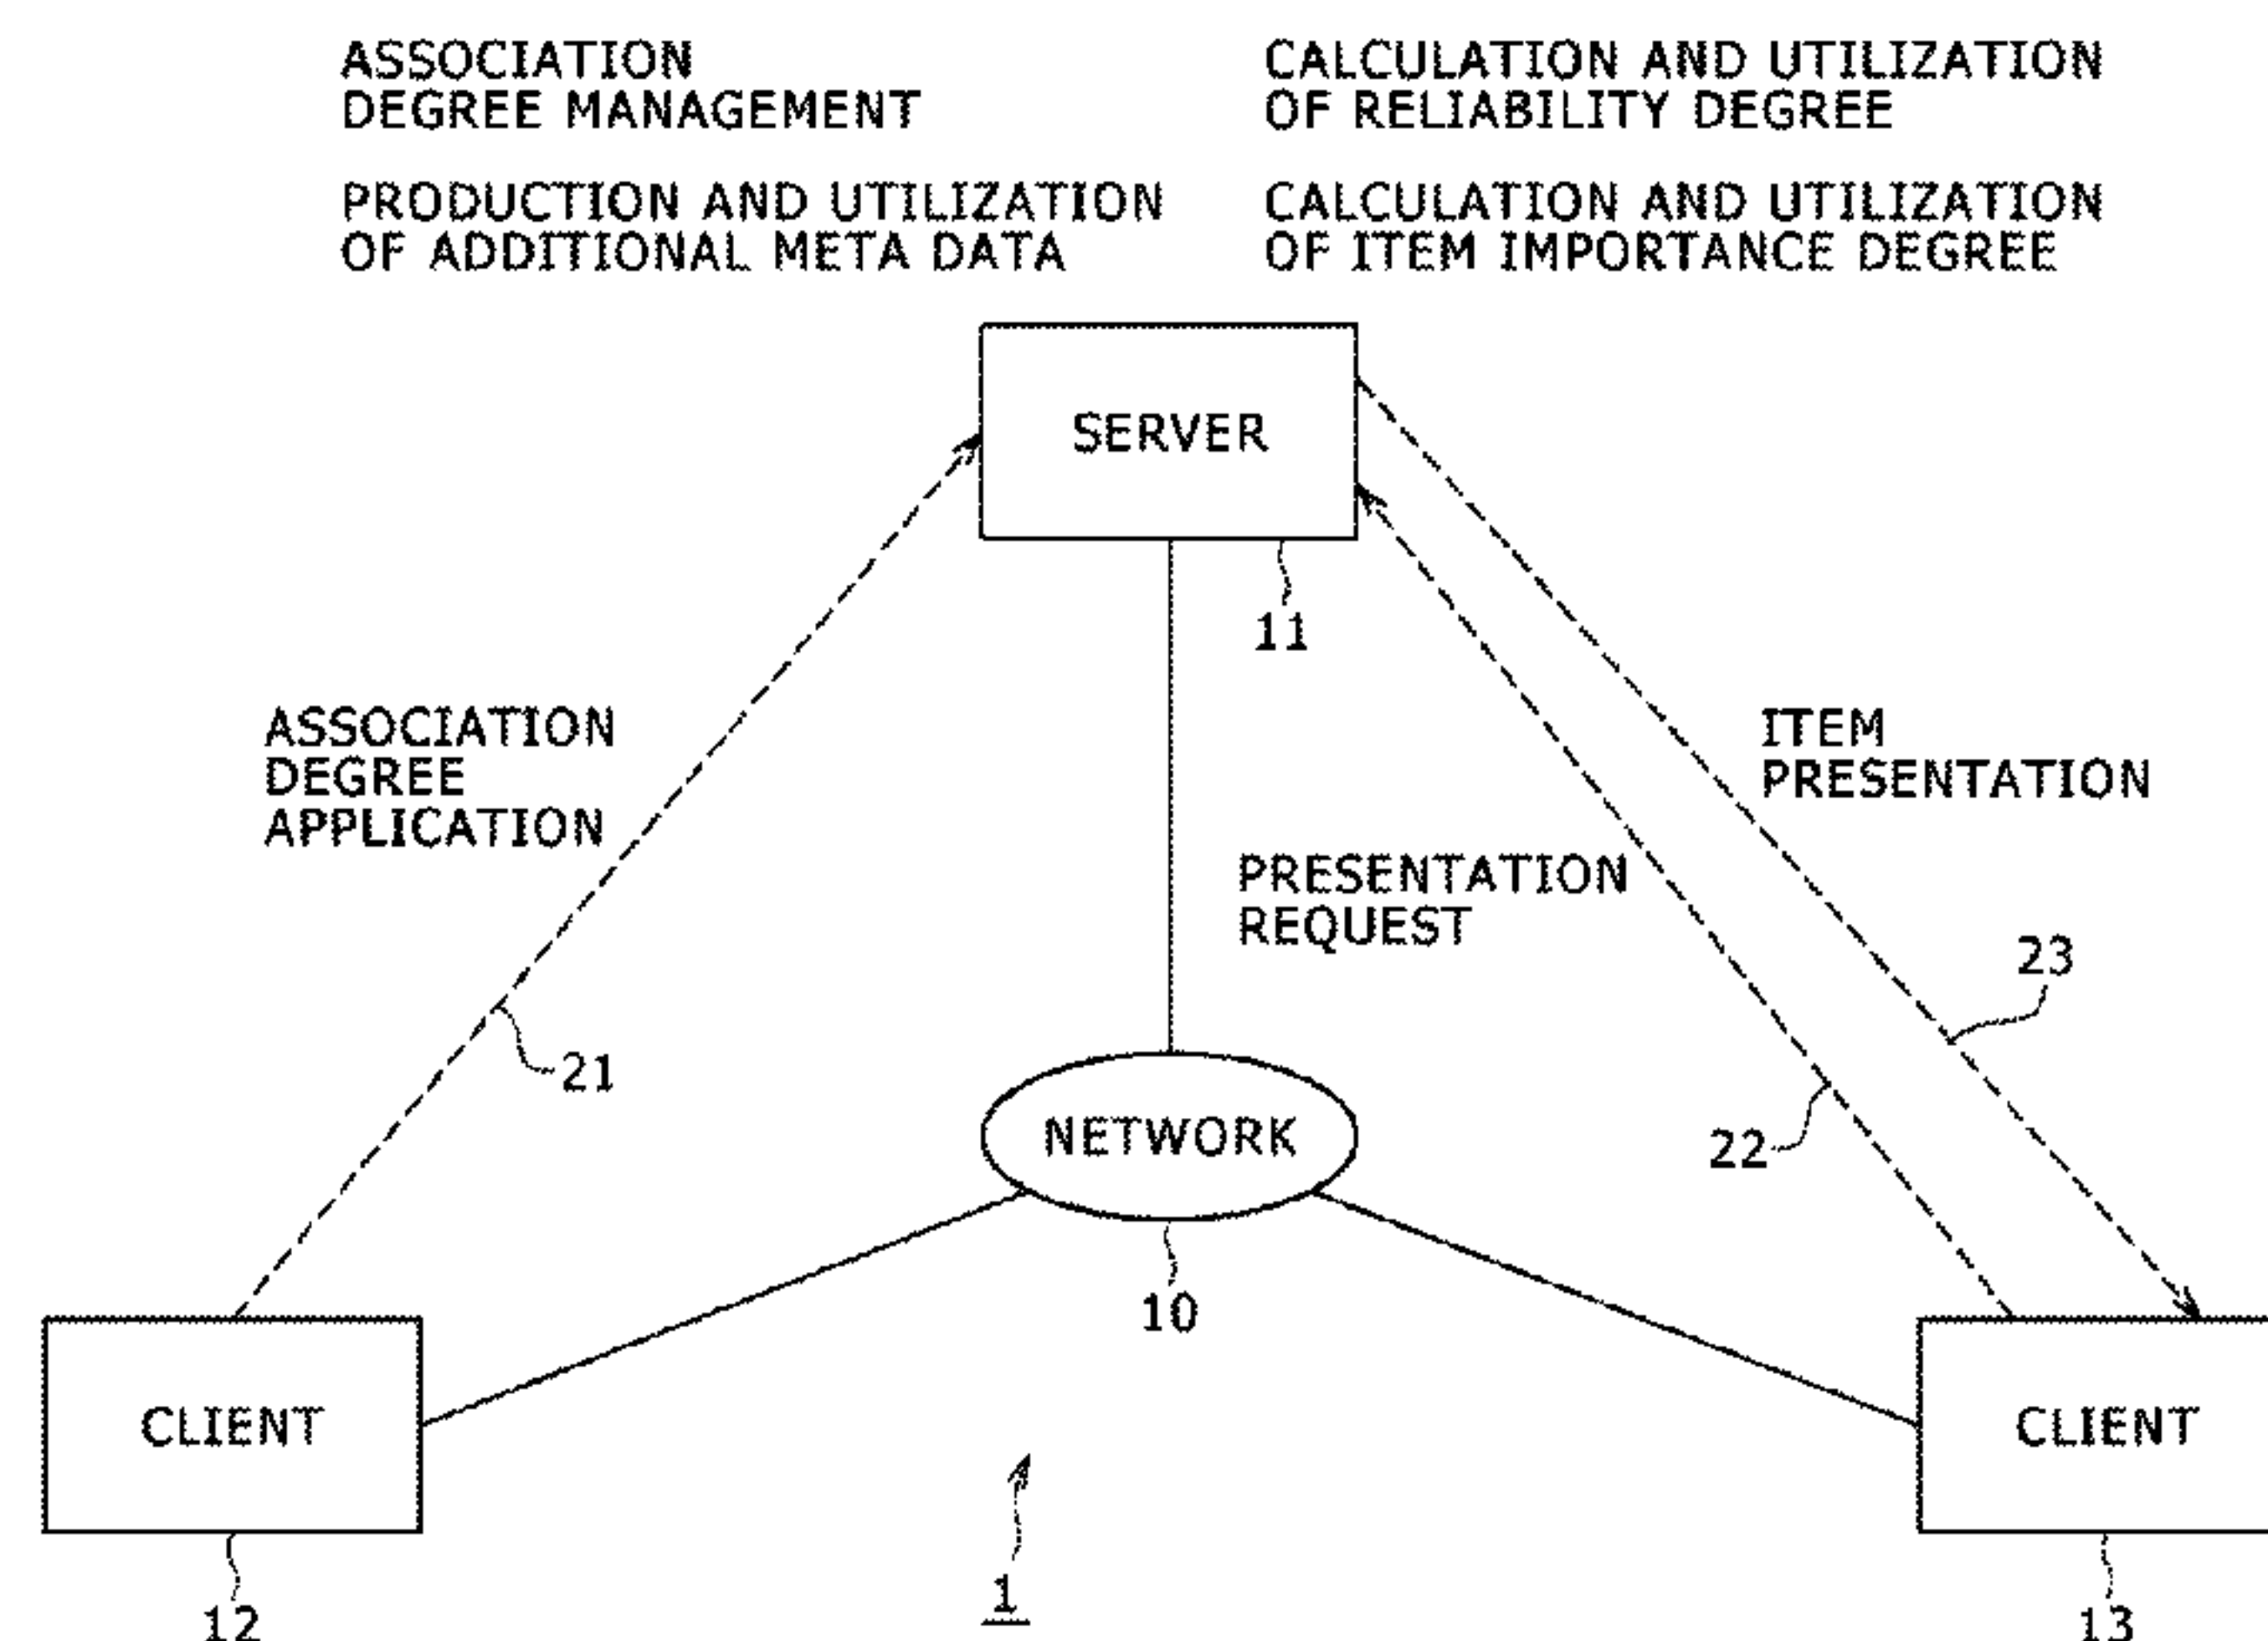 ASSOCIATION
DEGREE MANAGEMENT
CALCULATION AND UTILIZATION
OF RELIABILITY DEGREE
PRODUCTION AND UTILIZATION
OF ADDITIONAL META DATA
CALCULATION AND UTILIZATION
OF ITEM IMPORTANCE DEGREE
SERVER
11
ASSOCIATION
DEGREE
APPLICATION
ITEM
PRESENTATION
PRESENTATION
REQUEST
23
21
NETWORK
22
10
CLIENT
CLIENT
1
12
13